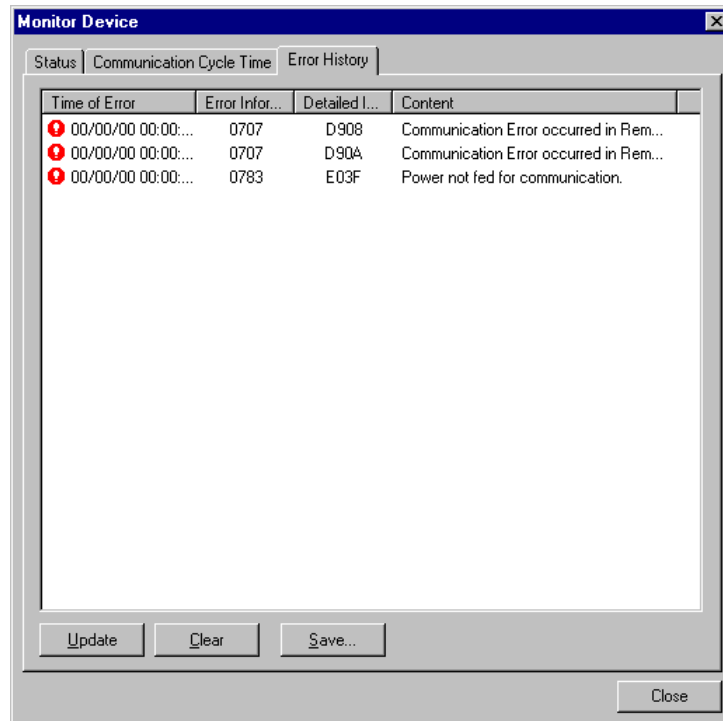 Monitor Device
Status Communication Cycle Time Error History
Time of Error Error Infor... Detailed I... Content
00/00/00 00:00:... 0707 D908 Communication Error occurred in Rem...
00/00/00 00:00:... 0707 D90A Communication Error occurred in Rem...
00/00/00 00:00:... 0783 E03F Power not fed for communication.
Update Clear Save...
Close